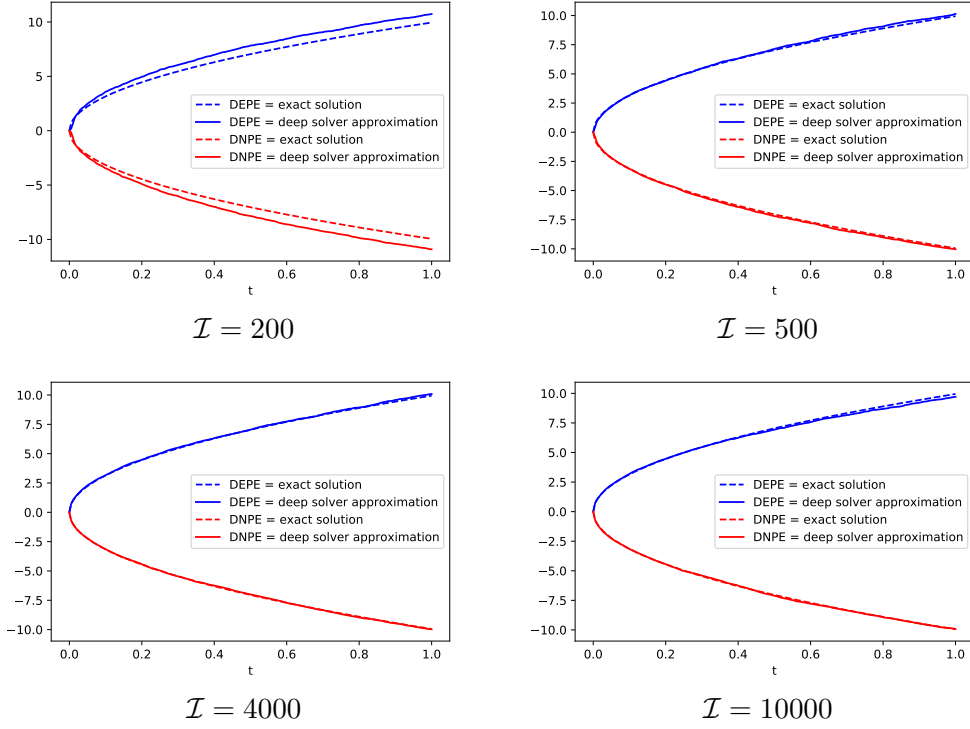 10
5
0
−5
−10
DEPE = exact solution
DEPE = deep solver approximation
DNPE = exact solution
DNPE = deep solver approximation
0.0 0.2 0.4 0.6 0.8 1.0
t
ℐ = 200
10.0
7.5
5.0
2.5
0.0
−2.5
−5.0
−7.5
−10.0
DEPE = exact solution
DEPE = deep solver approximation
DNPE = exact solution
DNPE = deep solver approximation
0.0 0.2 0.4 0.6 0.8 1.0
t
ℐ = 500
10.0
7.5
5.0
2.5
0.0
−2.5
−5.0
−7.5
−10.0
DEPE = exact solution
DEPE = deep solver approximation
DNPE = exact solution
DNPE = deep solver approximation
0.0 0.2 0.4 0.6 0.8 1.0
t
ℐ = 4000
10.0
7.5
5.0
2.5
0.0
−2.5
−5.0
−7.5
−10.0
DEPE = exact solution
DEPE = deep solver approximation
DNPE = exact solution
DNPE = deep solver approximation
0.0 0.2 0.4 0.6 0.8 1.0
t
ℐ = 10000